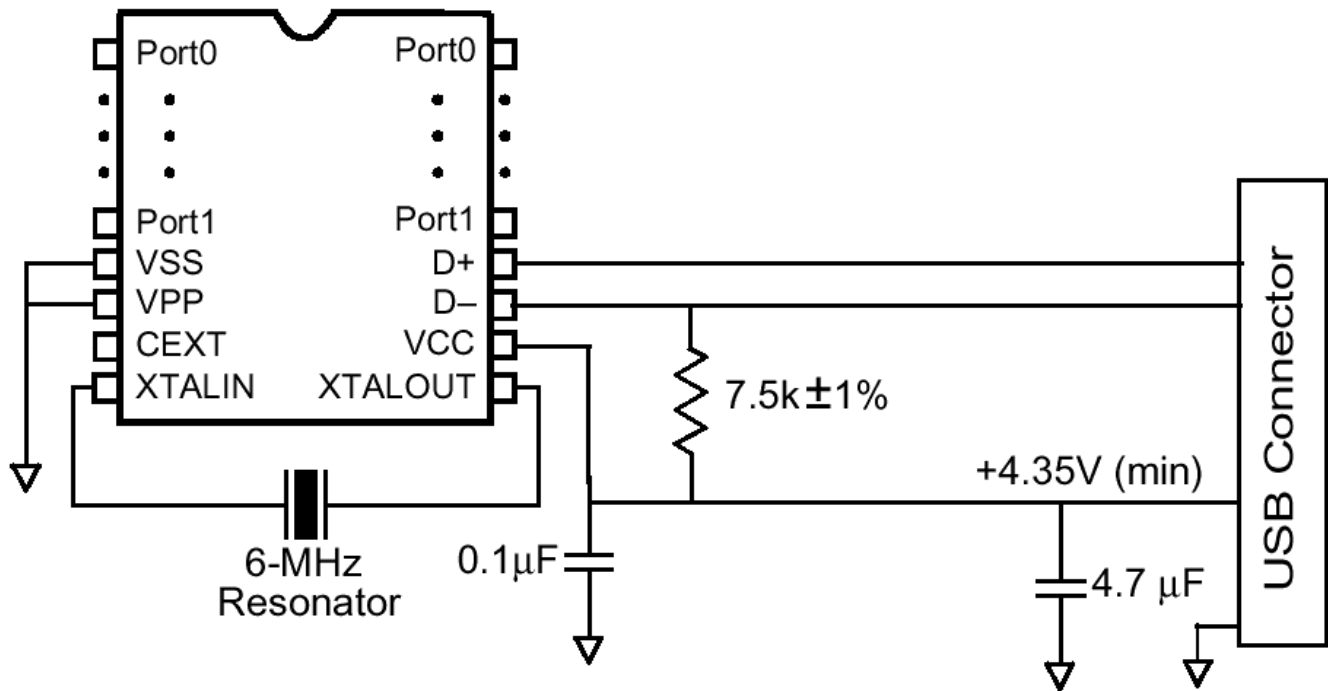 Port0
Port0
Port1
Port1
VSS
D+
VPP
D–
CEXT
VCC
XTALIN
XTALOUT
7.5k±1%
+4.35V (min)
6-MHz
Resonator
0.1µF
4.7 µF
USB Connector